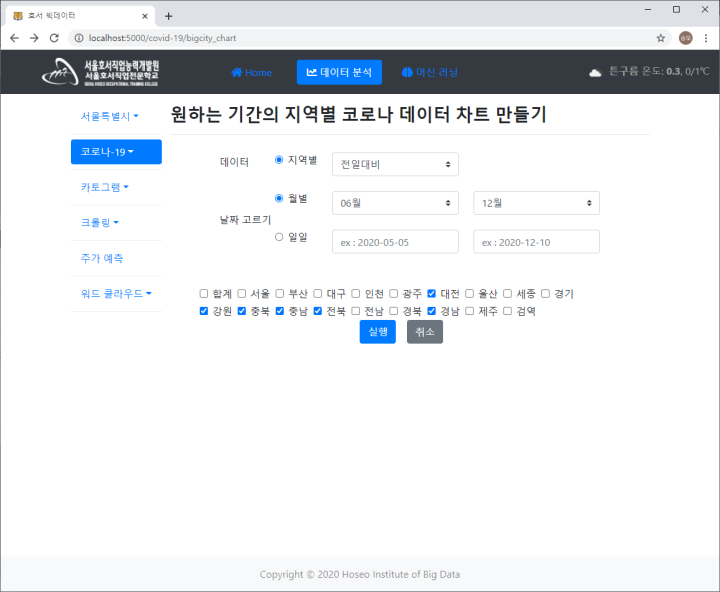 호서 빅데이터
localhost:5000/covid-19/bigcity_chart
서울호서직업능력개발원
서울호서직업전문학교
SEOUL HOSEO OCCUPATIONAL TRAINING COLLEGE
Home
데이터 분석
머신 러닝
튼구름 온도: 0.3, 0/1℃
서울특별시
코로나-19
카토그램
크롤링
주가 예측
워드 클라우드
원하는 기간의 지역별 코로나 데이터 차트 만들기
데이터 지역별 전일대비
날짜 고르기
월별 06월 12월
일일 ex : 2020-05-05 ex : 2020-12-10
합계 서울 부산 대구 인천 광주 대전 울산 세종 경기
강원 충북 충남 전북 전남 경북 경남 제주 검역
실행 취소
Copyright © 2020 Hoseo Institute of Big Data